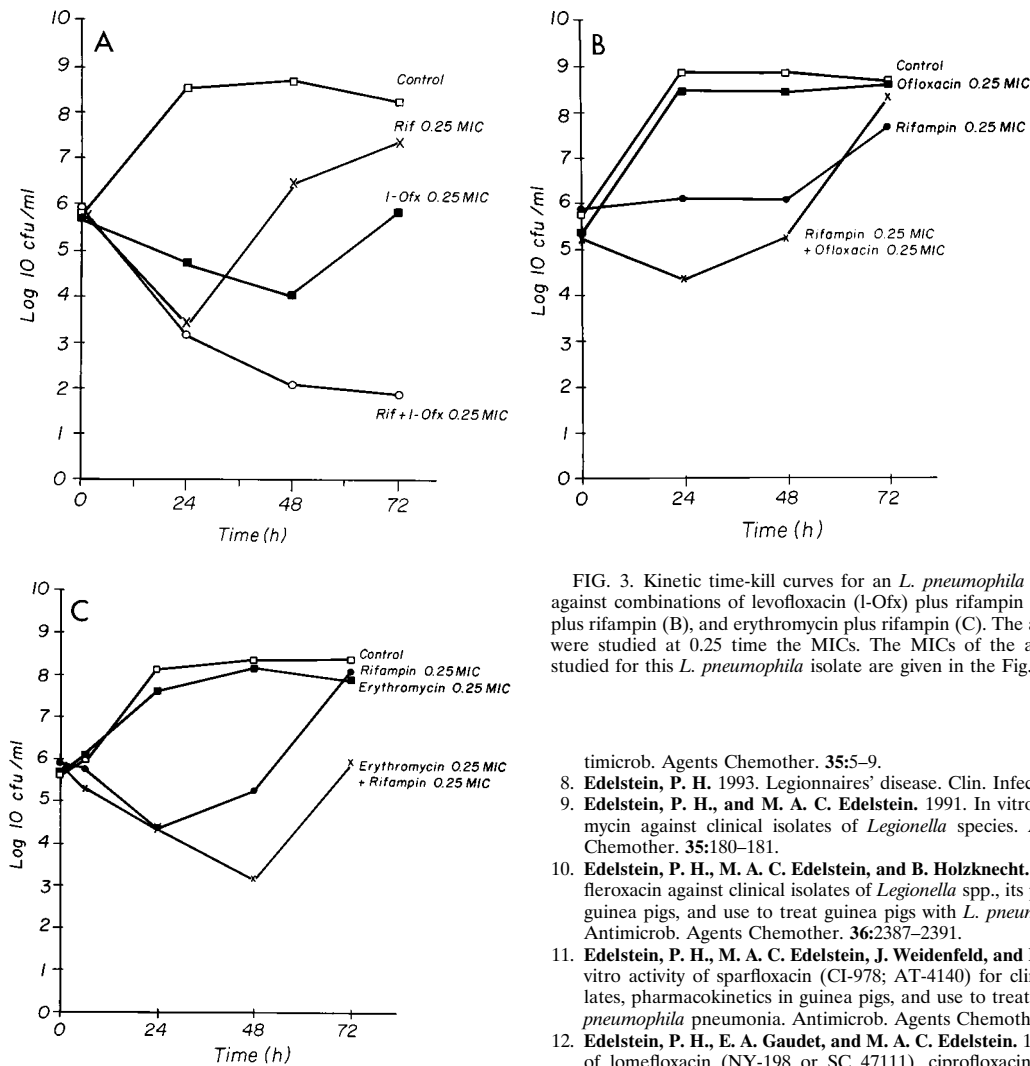 A
10
9
8
7
6
5
4
3
2
1
0
Log 10 cfu/ml
Control
Rif 0.25 MIC
l-Ofx 0.25 MIC
Rif + l-Ofx 0.25 MIC
0 24 48 72
Time (h)
B
10
9
8
7
6
5
4
3
2
1
0
Log 10 cfu/ml
Control
Ofloxacin 0.25 MIC
Rifampin 0.25 MIC
Rifampin 0.25 MIC
+ Ofloxacin 0.25 MIC
0 24 48 72
Time (h)
C
10
9
8
7
6
5
4
3
2
1
0
Log 10 cfu/ml
Control
Rifampin 0.25 MIC
Erythromycin 0.25 MIC
Erythromycin 0.25 MIC
+ Rifampin 0.25 MIC
0 24 48 72
Time (h)
FIG. 3. Kinetic time-kill curves for an L. pneumophila
against combinations of levofloxacin (l-Ofx) plus rifampin
plus rifampin (B), and erythromycin plus rifampin (C). The
were studied at 0.25 time the MICs. The MICs of the
studied for this L. pneumophila isolate are given in the Fig.
timicrob. Agents Chemother. 35:5–9.
8. Edelstein, P. H. 1993. Legionnaires' disease. Clin. Infec
9. Edelstein, P. H., and M. A. C. Edelstein. 1991. In vitro
mycin against clinical isolates of Legionella species.
Chemother. 35:180–181.
10. Edelstein, P. H., M. A. C. Edelstein, and B. Holzknecht.
fleroxacin against clinical isolates of Legionella spp., its
guinea pigs, and use to treat guinea pigs with L. pneum
Antimicrob. Agents Chemother. 36:2387–2391.
11. Edelstein, P. H., M. A. C. Edelstein, J. Weidenfeld, and
vitro activity of sparfloxacin (CI-978; AT-4140) for clin
lates, pharmacokinetics in guinea pigs, and use to treat
pneumophila pneumonia. Antimicrob. Agents Chemoth
12. Edelstein, P. H., E. A. Gaudet, and M. A. C. Edelstein. 1
of lomefloxacin (NY-198 or SC 47111), ciprofloxacin